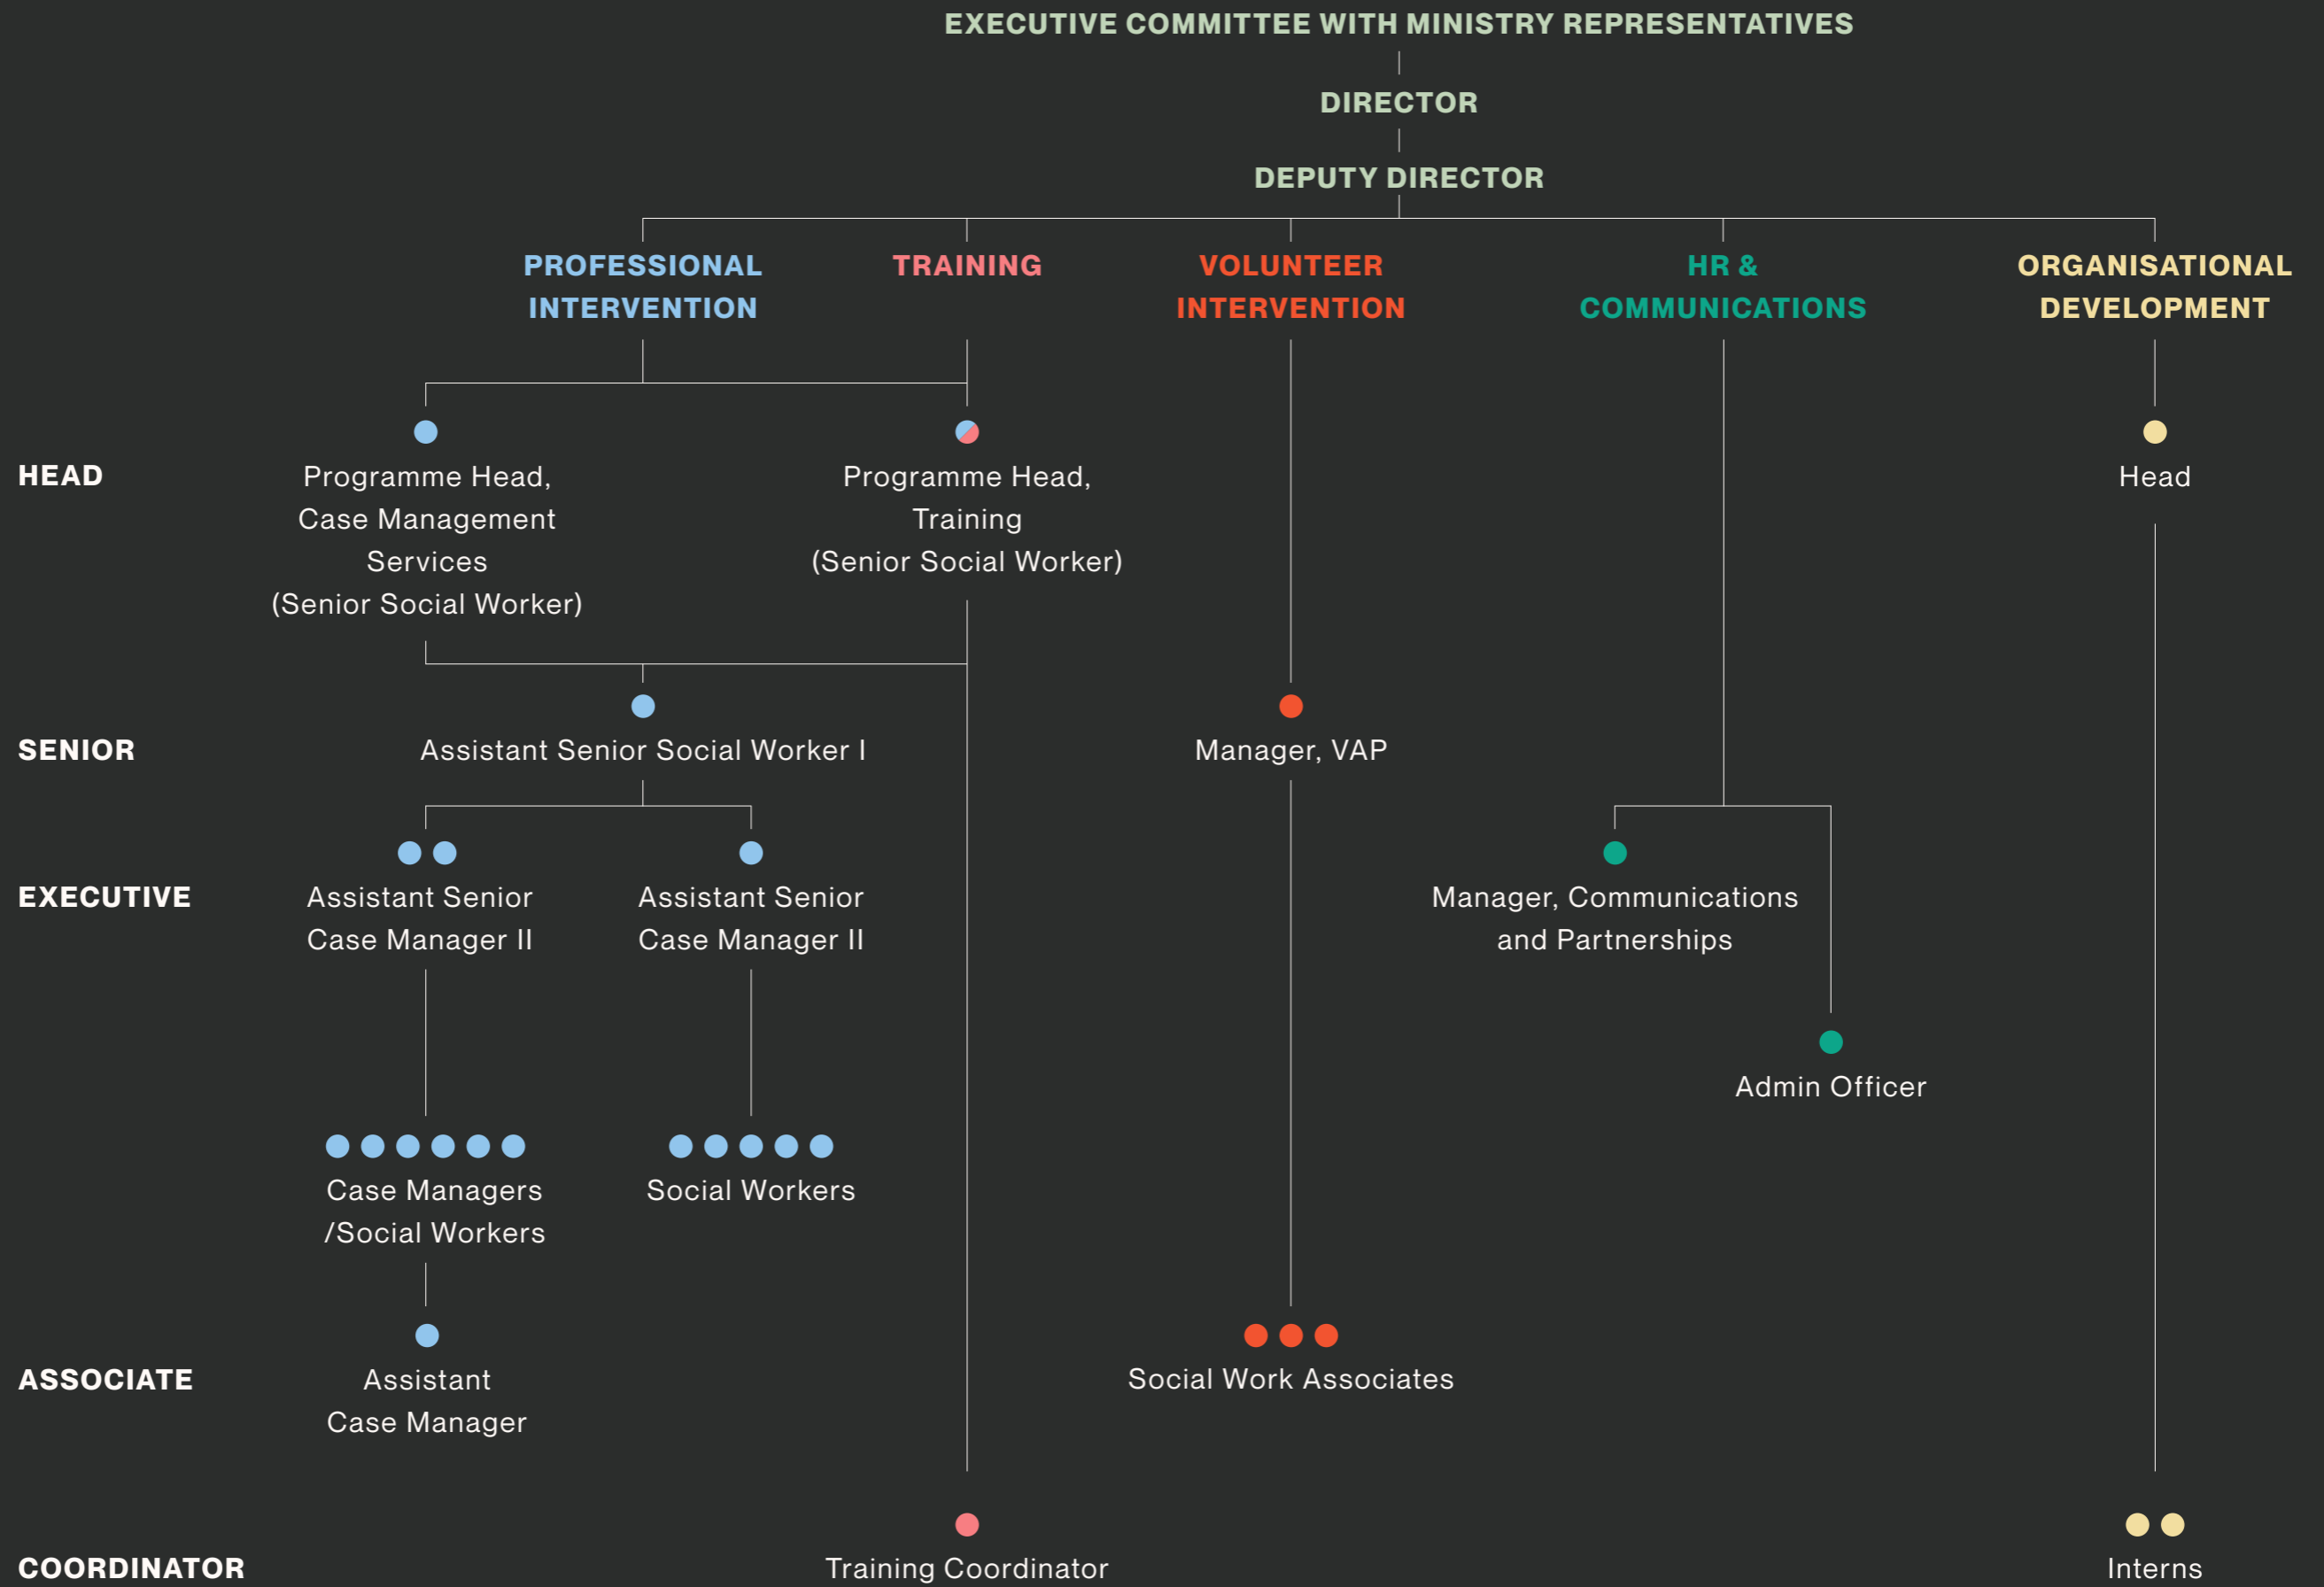 EXECUTIVE COMMITTEE WITH MINISTRY REPRESENTATIVES
DIRECTOR
DEPUTY DIRECTOR
PROFESSIONAL
INTERVENTION
TRAINING
VOLUNTEER
INTERVENTION
HR &
COMMUNICATIONS
ORGANISATIONAL
DEVELOPMENT
HEAD
Programme Head,
Case Management
Services
(Senior Social Worker)
Programme Head,
Training
(Senior Social Worker)
Head
SENIOR
Assistant Senior Social Worker I
Manager, VAP
EXECUTIVE
Assistant Senior
Case Manager II
Assistant Senior
Case Manager II
Manager, Communications
and Partnerships
Admin Officer
Case Managers
/Social Workers
Social Workers
ASSOCIATE
Assistant
Case Manager
Social Work Associates
COORDINATOR
Training Coordinator
Interns